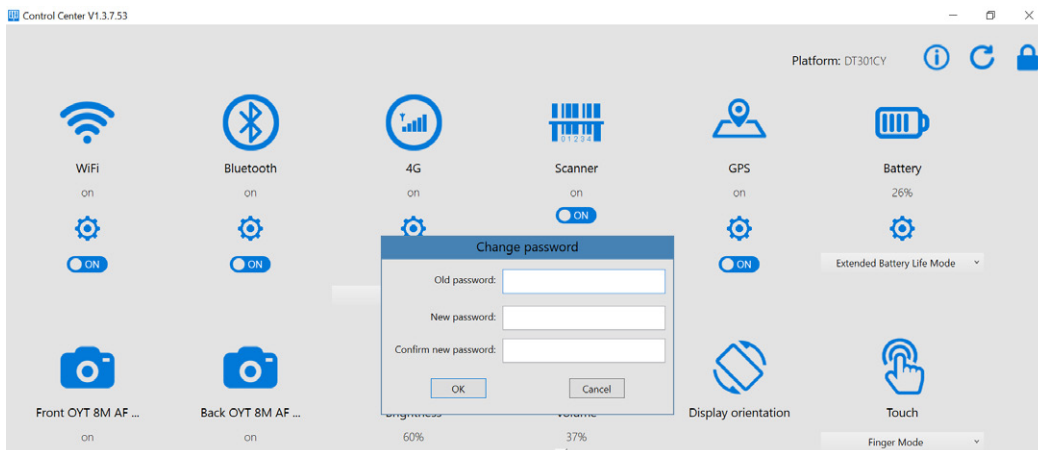 Control Center V1.3.7.53
Platform: DT301CY
WiFi
Bluetooth
4G
Scanner
GPS
Battery
on
on
on
on
on
26%
ON
Change password
ON
ON
ON
Extended Battery Life Mode
Old password:
New password:
Confirm new password:
OK
Cancel
Front OYT 8M AF ...
Back OYT 8M AF ...
Brightness
Volume
Display orientation
Touch
on
on
60%
37%
Finger Mode